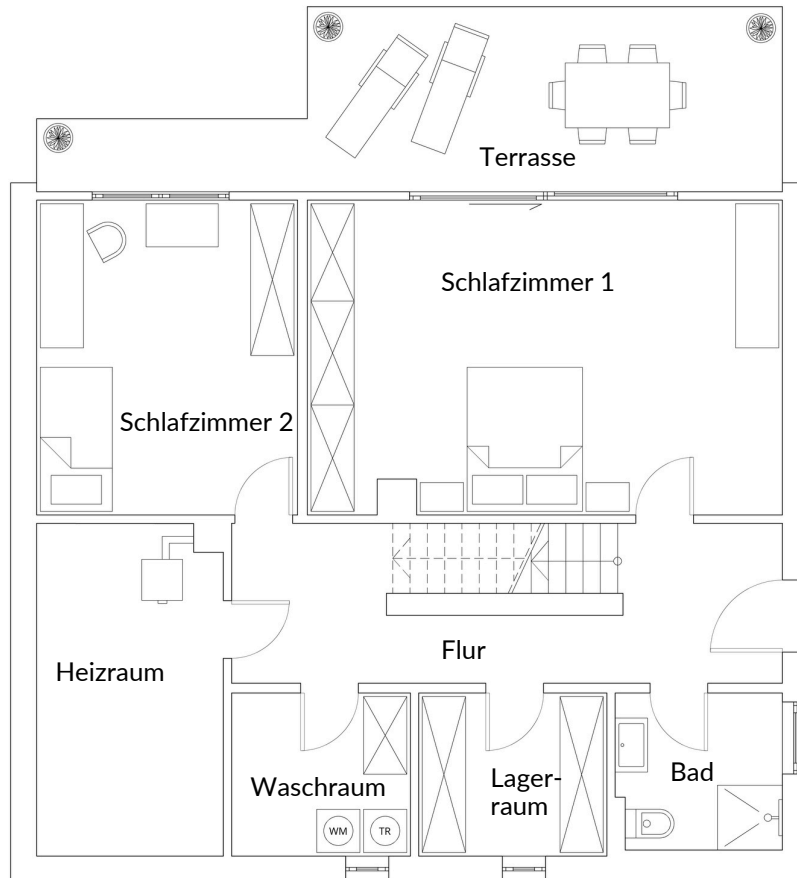 Terrasse
Schlafzimmer 1
Schlafzimmer 2
Flur
Heizraum
Waschraum
Lager-
raum
Bad
WM
TR